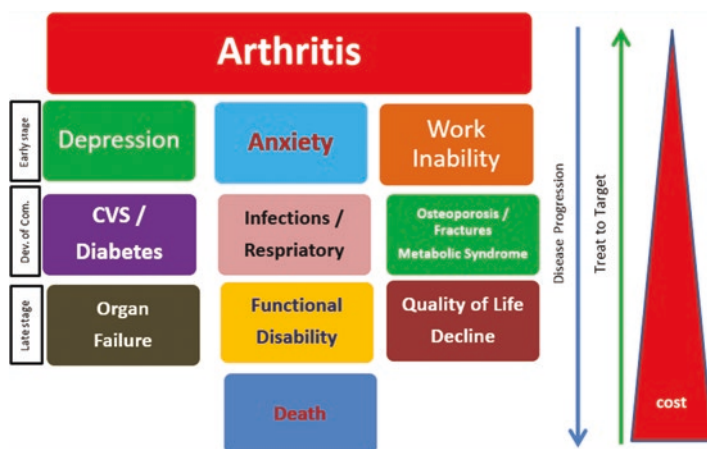 Arthritis
Early stage
Depression
Anxiety
Work
Inability
Dev. of Com.
CVS /
Diabetes
Infections /
Respriatory
Osteoporosis /
Fractures
Metabolic Syndrome
Late stage
Organ
Failure
Functional
Disability
Quality of Life
Decline
Death
Disease Progression
Treat to Target
cost